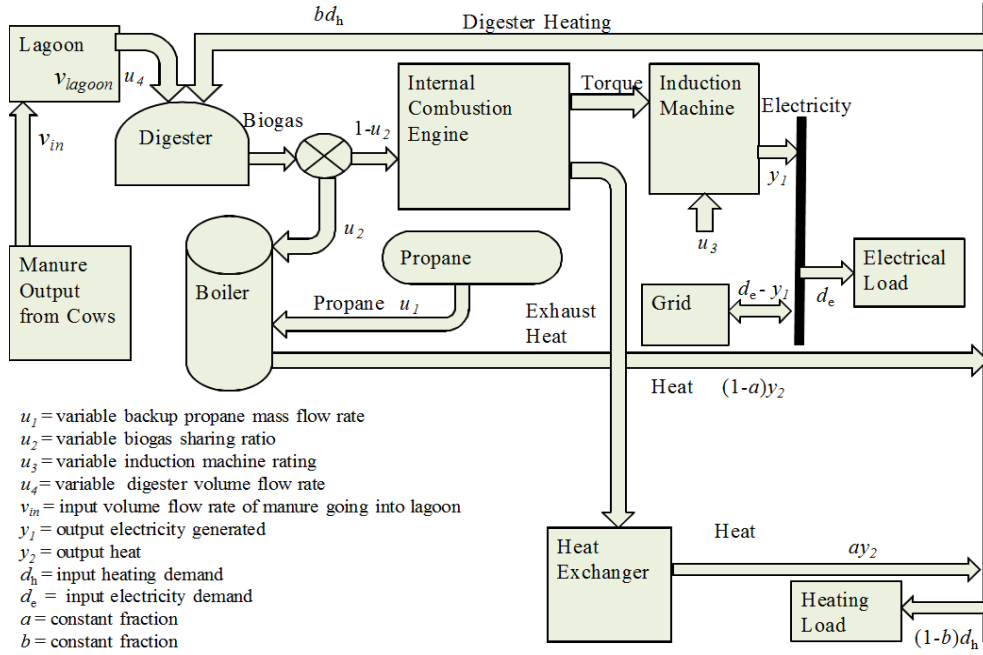 bdh
Digester Heating
Lagoon
vlagoon
u4
vin
Digester
Biogas
1-u2
Internal
Combustion
Engine
Torque
Induction
Machine
Electricity
y1
u3
u2
Manure
Output
from Cows
Boiler
Propane
Propane u1
Exhaust
Heat
Grid
de - y1
de
Electrical
Load
Heat (1-a)y2
u1 = variable backup propane mass flow rate
u2 = variable biogas sharing ratio
u3 = variable induction machine rating
u4 = variable digester volume flow rate
vin = input volume flow rate of manure going into lagoon
y1 = output electricity generated
y2 = output heat
dh = input heating demand
de = input electricity demand
a = constant fraction
b = constant fraction
Heat
Exchanger
Heat
ay2
Heating
Load
(1-b)dh